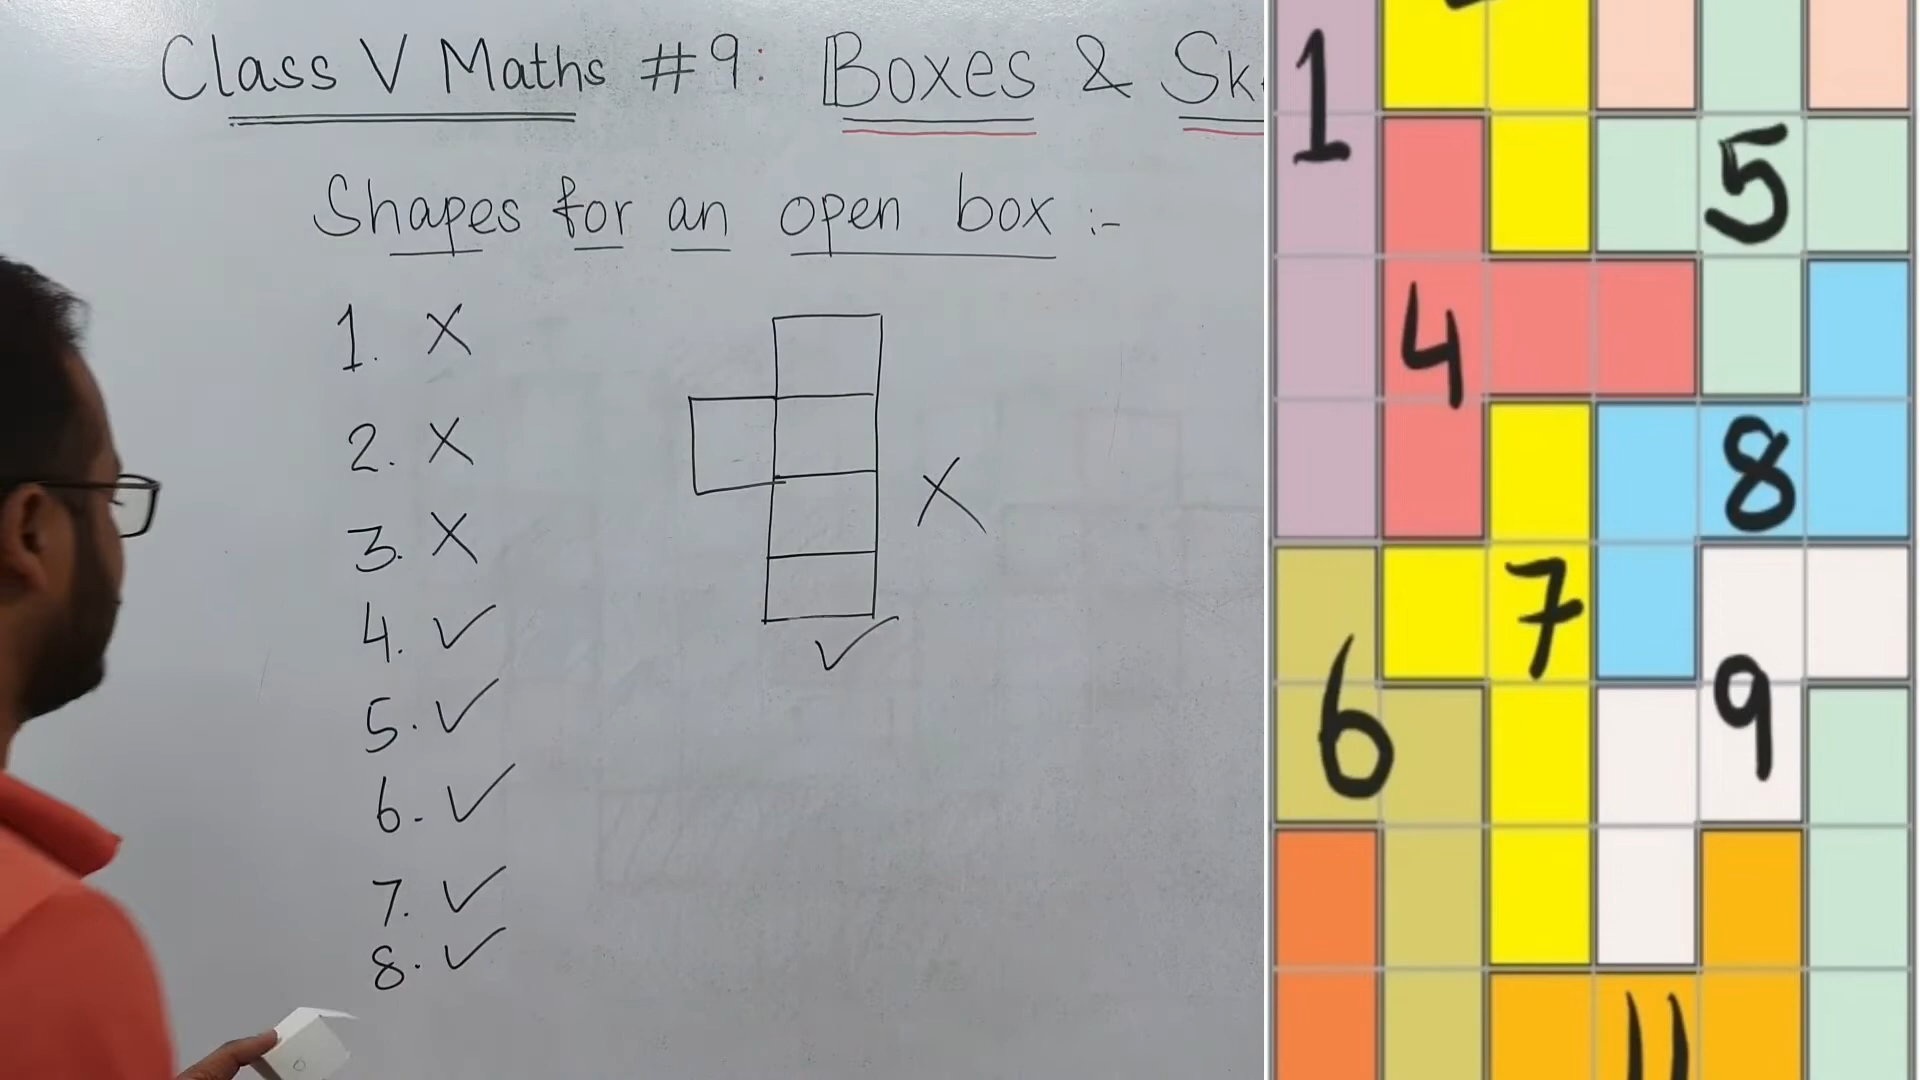 Class V Maths #9: Boxes & Sk
Shapes for an open box :-
1. X
2. X
3. X
4. ✓
5. ✓
6. ✓
7. ✓
8. ✓
X
✓
1
5
4
8
7
6
9
11